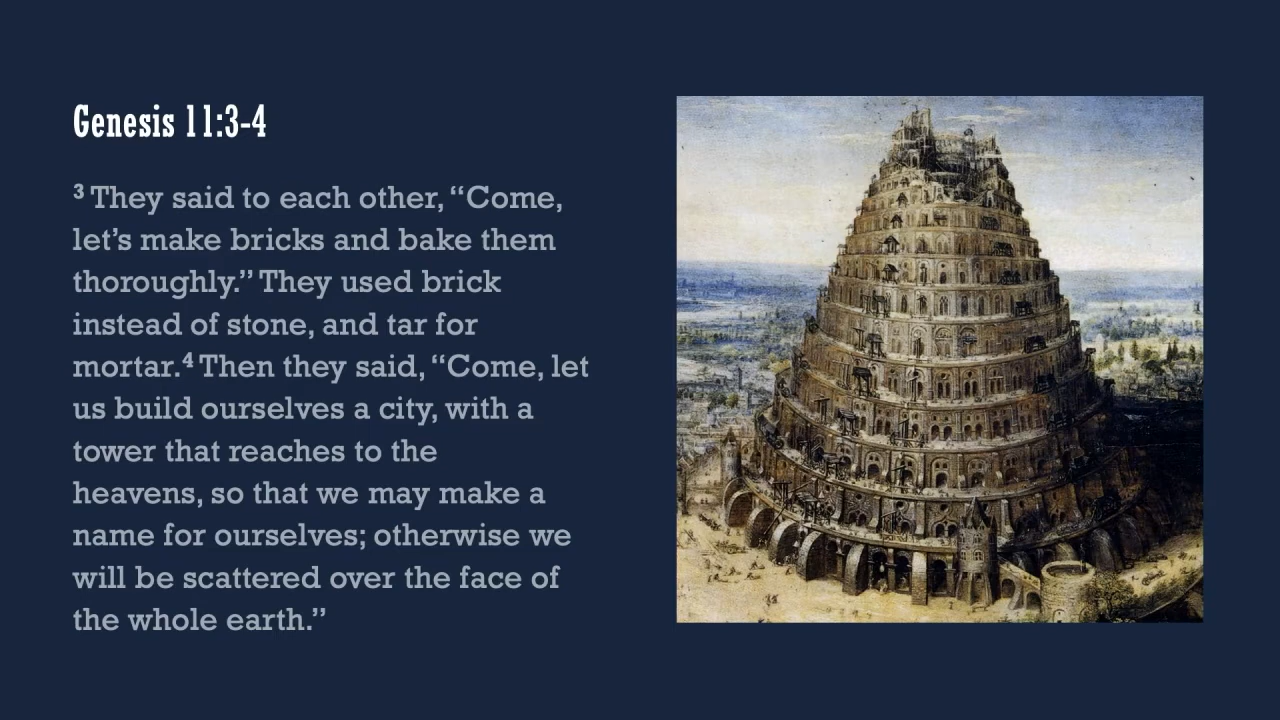 Genesis 11:3-4
³ They said to each other, “Come,
let’s make bricks and bake them
thoroughly.” They used brick
instead of stone, and tar for
mortar.⁴ Then they said, “Come, let
us build ourselves a city, with a
tower that reaches to the
heavens, so that we may make a
name for ourselves; otherwise we
will be scattered over the face of
the whole earth.”